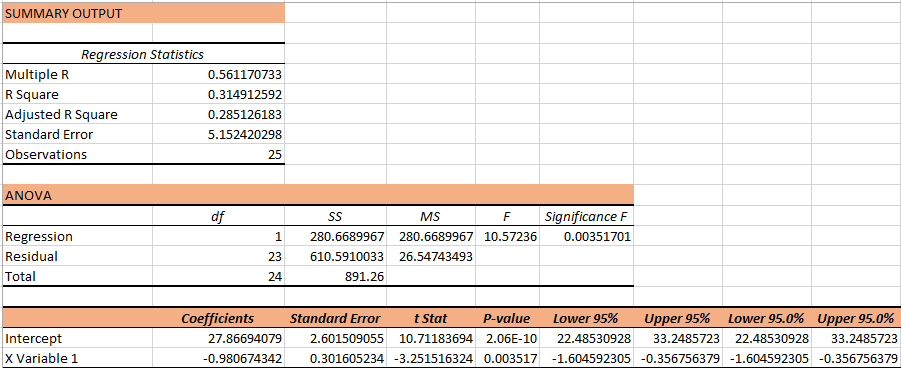 SUMMARY OUTPUT
Regression Statistics
Multiple R 0.561170733
R Square 0.314912592
Adjusted R Square 0.285126183
Standard Error 5.152420298
Observations 25
ANOVA
df SS MS F Significance F
Regression 1 280.6689967 280.6689967 10.57236 0.00351701
Residual 23 610.5910033 26.54743493
Total 24 891.26
Coefficients Standard Error t Stat P-value Lower 95% Upper 95% Lower 95.0% Upper 95.0%
Intercept 27.86694079 2.601509055 10.71183694 2.06E-10 22.48530928 33.2485723 22.48530928 33.2485723
X Variable 1 -0.980674342 0.301605234 -3.251516324 0.003517 -1.604592305 -0.356756379 -1.604592305 -0.356756379